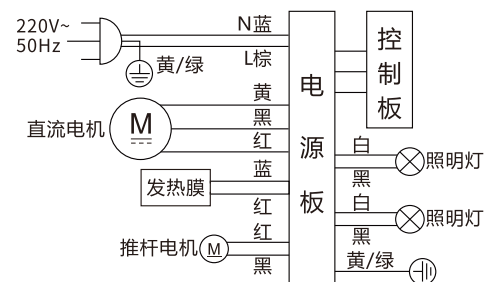 220V~
50Hz
N蓝
L棕
黄/绿
黄
黑
红
直流电机
M
蓝
红
发热膜
红
黑
推杆电机
M
电源板
控制板
白
黑
照明灯
白
黑
照明灯
黄/绿